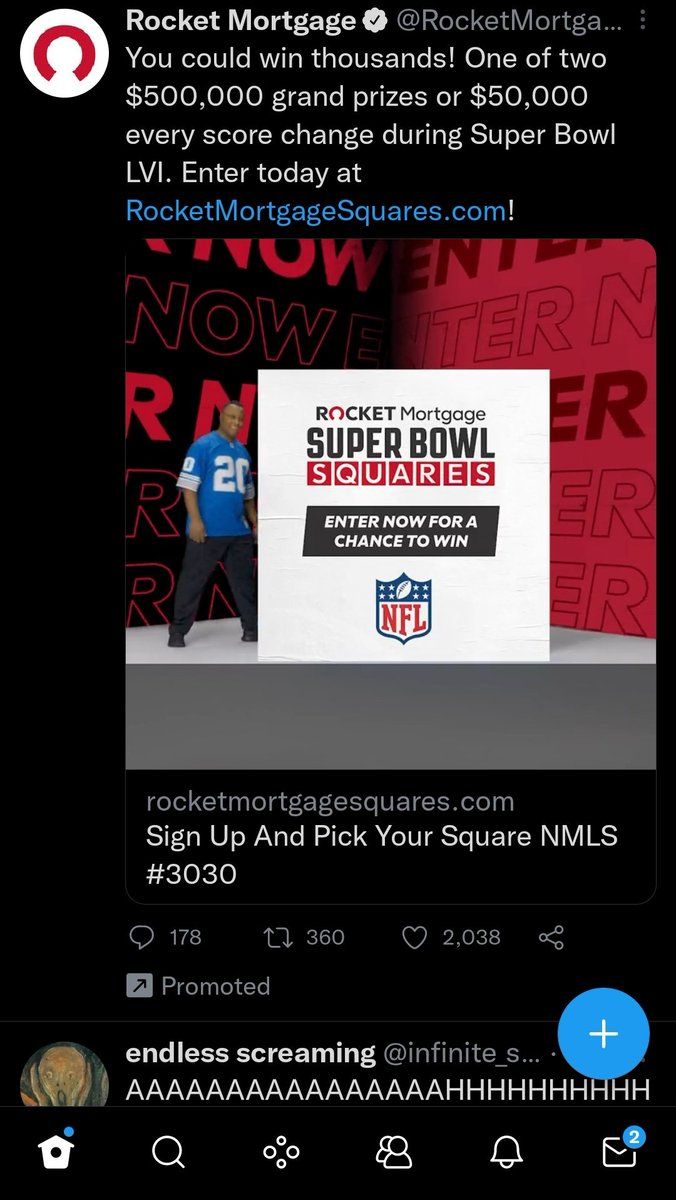 Rocket Mortgage @RocketMortga...
You could win thousands! One of two
$500,000 grand prizes or $50,000
every score change during Super Bowl
LVI. Enter today at
RocketMortgageSquares.com!
R NOW ENTER
NOW ENTER N
R N ER
R ER
R N ER
20
ROCKET Mortgage
SUPER BOWL
SQUARES
ENTER NOW FOR A
CHANCE TO WIN
NFL
rocketmortgagesquares.com
Sign Up And Pick Your Square NMLS
#3030
178 360 2,038
Promoted
endless screaming @infinite_s... ·
AAAAAAAAAAAAAAAAHHHHHHHHHH
2